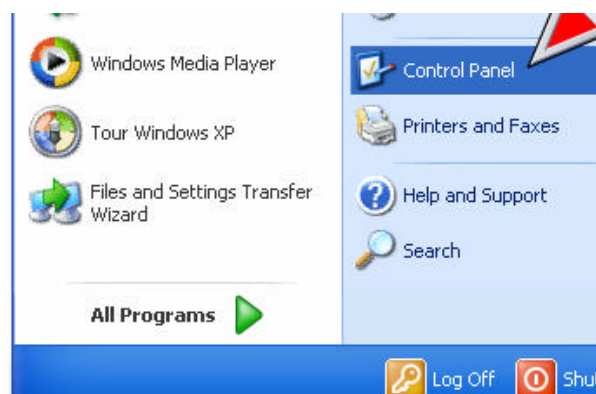 Windows Media Player
Tour Windows XP
Files and Settings Transfer
Wizard
All Programs
Control Panel
Printers and Faxes
Help and Support
Search
Log Off
Shu